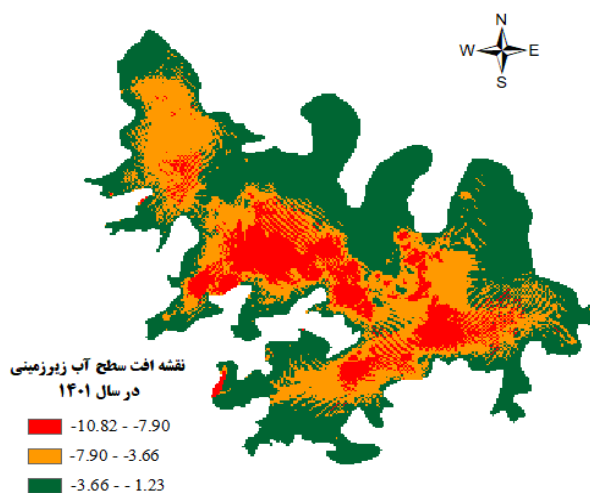 N
W E
S
نقشه افت سطح آب زیرزمینی
در سال ۱۴۰۱
-10.82 - -7.90
-7.90 - -3.66
-3.66 - - 1.23